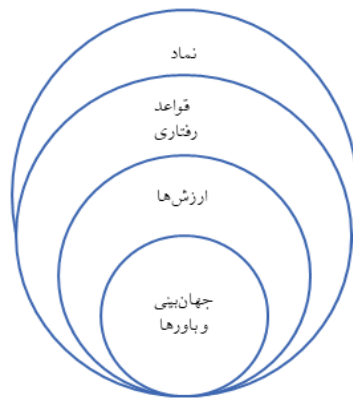 نماد
قواعد
رفتاری
ارزش‌ها
جهان‌بینی
و باورها